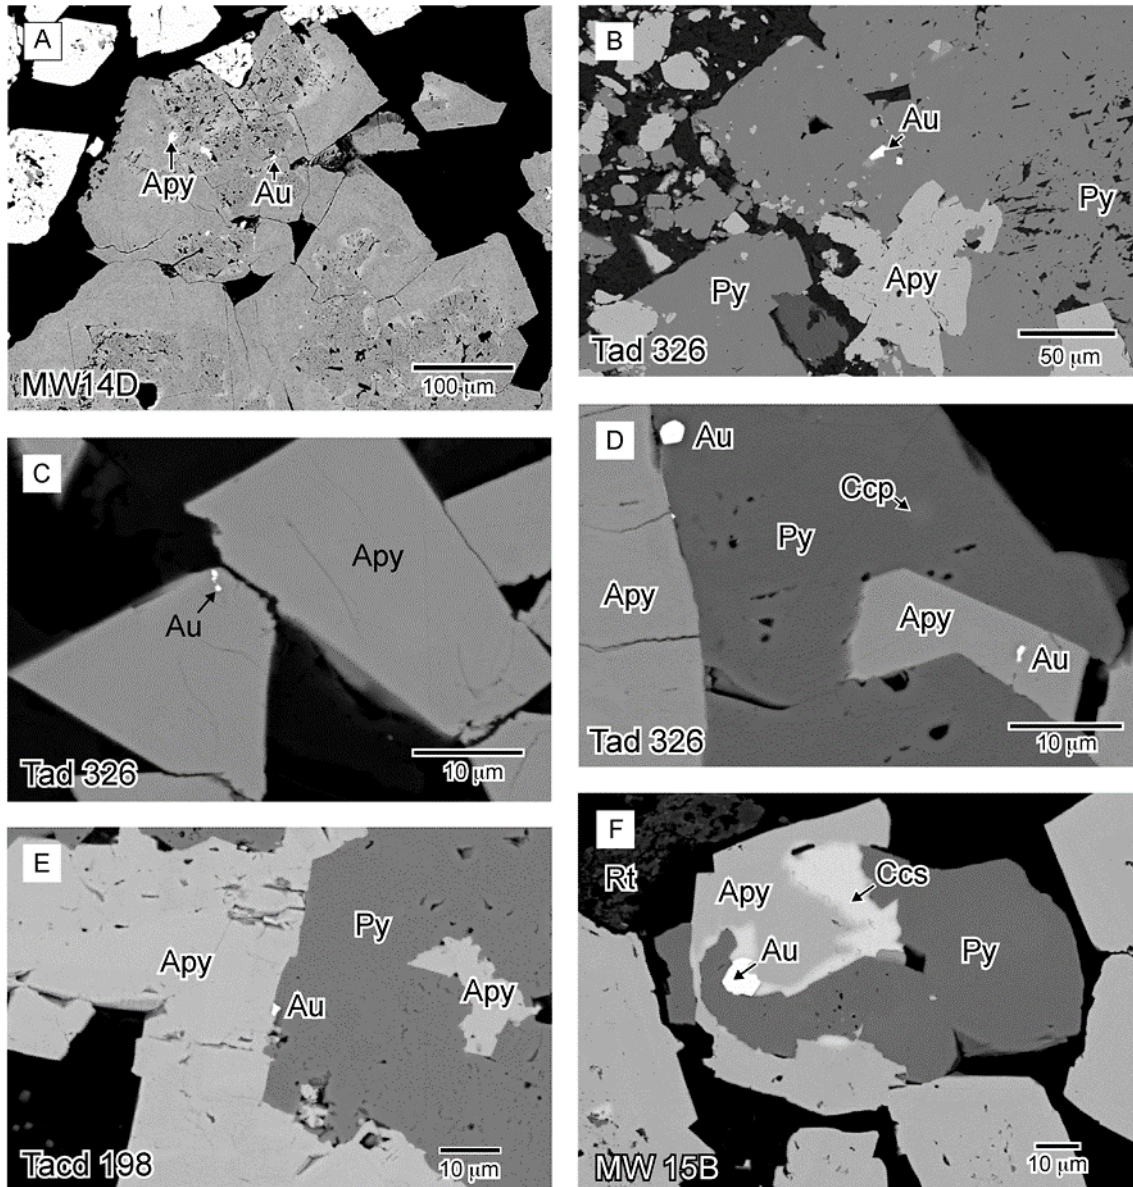 A
Apy
Au
MW14D
100 µm
B
Au
Py
Py
Apy
Tad 326
50 µm
C
Apy
Au
Tad 326
10 µm
D
Au
Ccp
Py
Apy
Apy
Au
Tad 326
10 µm
E
Py
Apy
Apy
Au
Tacd 198
10 µm
F
Rt
Ccs
Apy
Au
Py
MW 15B
10 µm